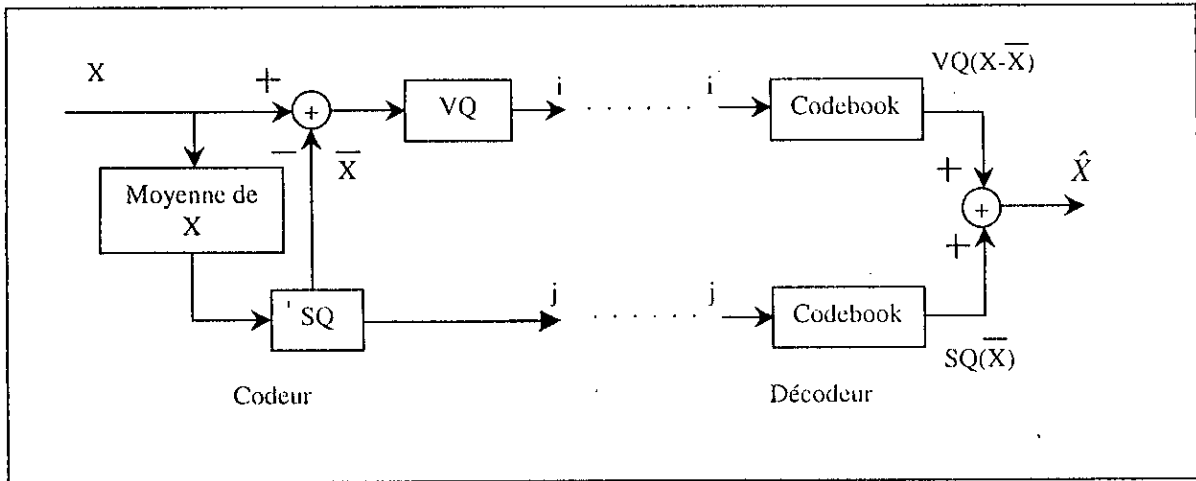 X
+
+
VQ
i
i
Codebook
VQ(X-X̅)
−
X̅
Moyenne de
X
+
+
X̂
+
' SQ
j
j
Codebook
SQ(X̅)
Codeur
Décodeur